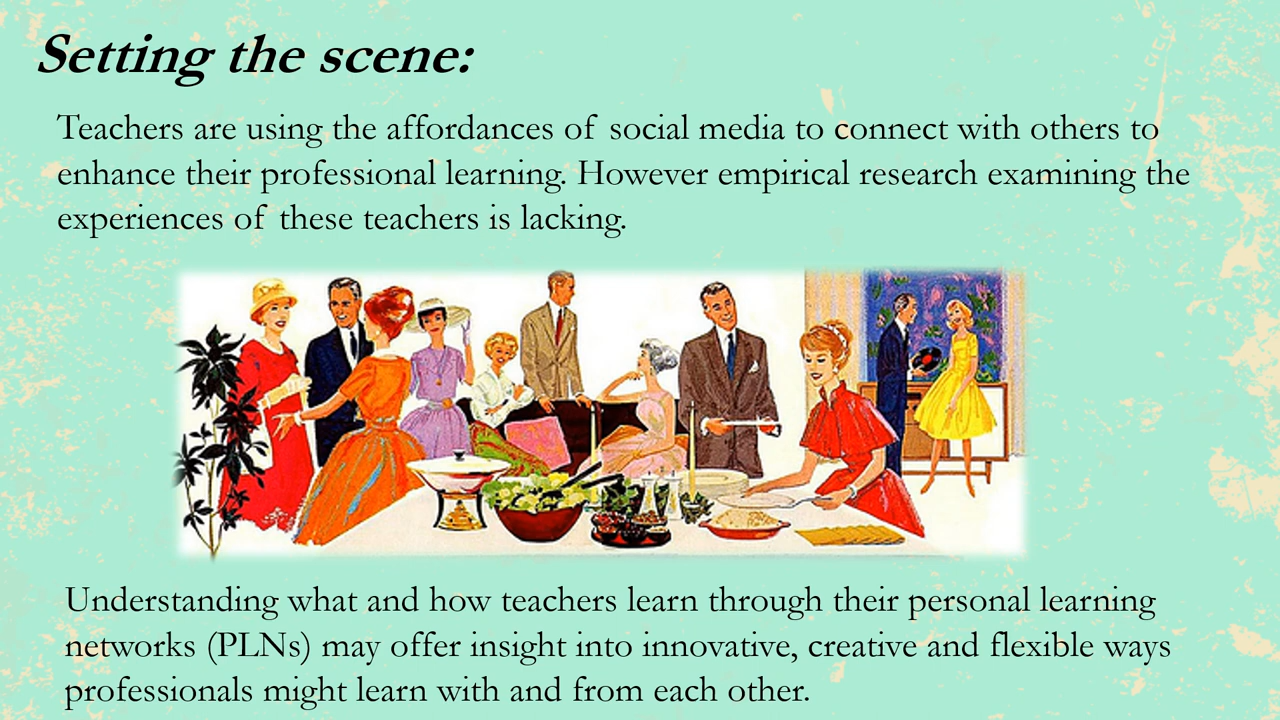 Setting the scene:
Teachers are using the affordances of social media to connect with others to
enhance their professional learning. However empirical research examining the
experiences of these teachers is lacking.
Understanding what and how teachers learn through their personal learning
networks (PLNs) may offer insight into innovative, creative and flexible ways
professionals might learn with and from each other.